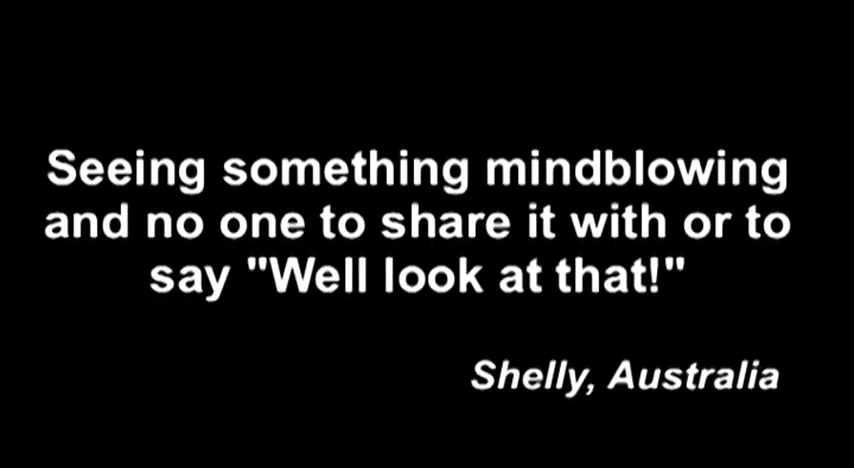 Seeing something mindblowing
and no one to share it with or to
say "Well look at that!"
Shelly, Australia